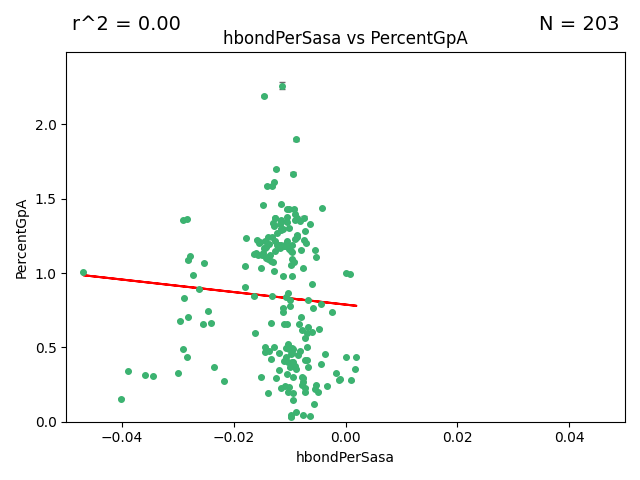 r^2 = 0.00
N = 203
hbondPerSasa vs PercentGpA
PercentGpA
2.0
1.5
1.0
0.5
0.0
−0.04
−0.02
0.00
0.02
0.04
hbondPerSasa